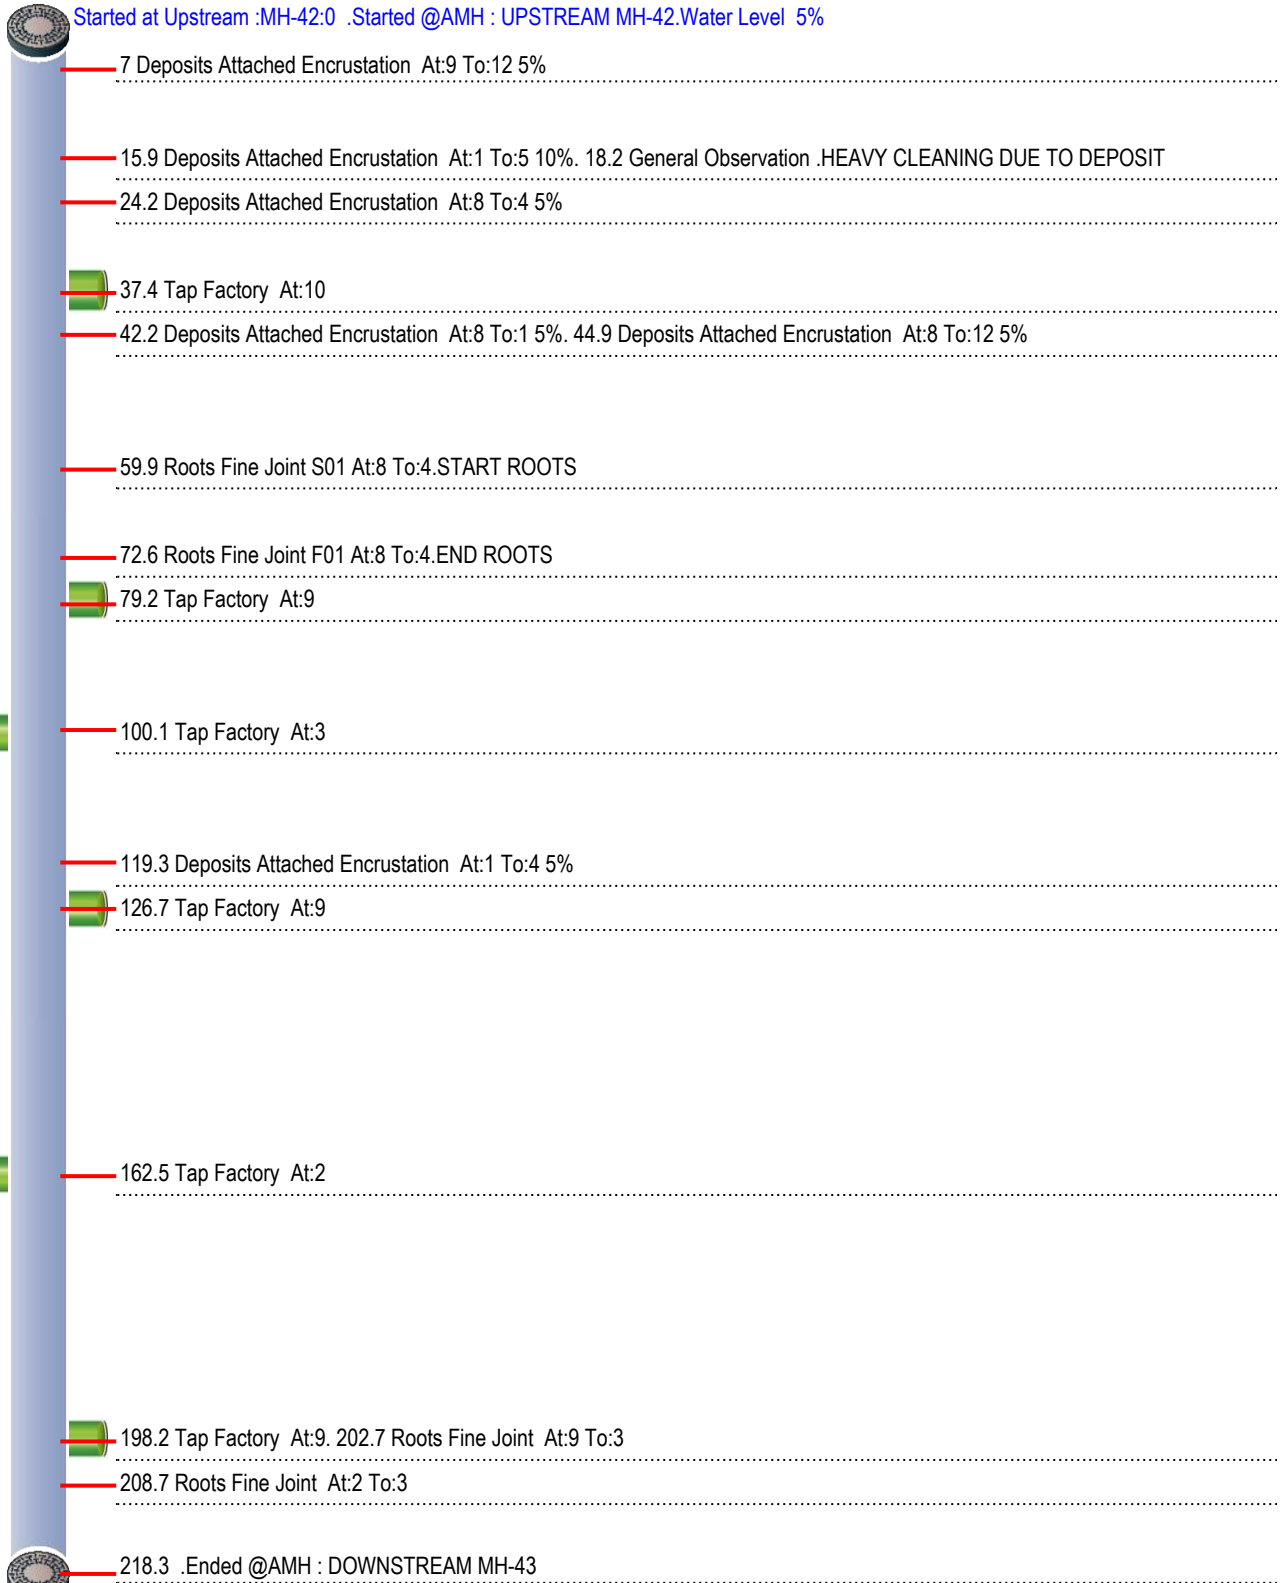 Started at Upstream :MH-42:0  .Started @AMH : UPSTREAM MH-42.Water Level  5%
7 Deposits Attached Encrustation  At:9 To:12 5%
15.9 Deposits Attached Encrustation  At:1 To:5 10%. 18.2 General Observation .HEAVY CLEANING DUE TO DEPOSIT
24.2 Deposits Attached Encrustation  At:8 To:4 5%
37.4 Tap Factory  At:10
42.2 Deposits Attached Encrustation  At:8 To:1 5%. 44.9 Deposits Attached Encrustation  At:8 To:12 5%
59.9 Roots Fine Joint S01 At:8 To:4.START ROOTS
72.6 Roots Fine Joint F01 At:8 To:4.END ROOTS
79.2 Tap Factory  At:9
100.1 Tap Factory  At:3
119.3 Deposits Attached Encrustation  At:1 To:4 5%
126.7 Tap Factory  At:9
162.5 Tap Factory  At:2
198.2 Tap Factory  At:9. 202.7 Roots Fine Joint  At:9 To:3
208.7 Roots Fine Joint  At:2 To:3
218.3  .Ended @AMH : DOWNSTREAM MH-43